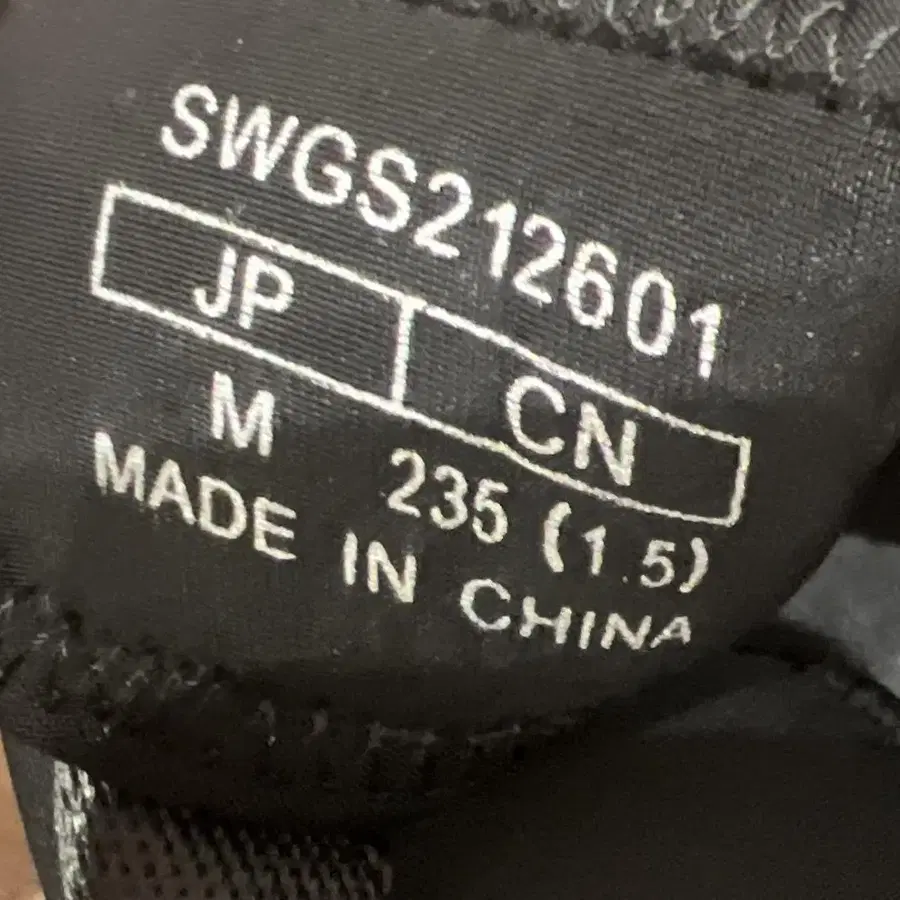 SWGS212601
JP CN
M 235 (1.5)
MADE IN CHINA